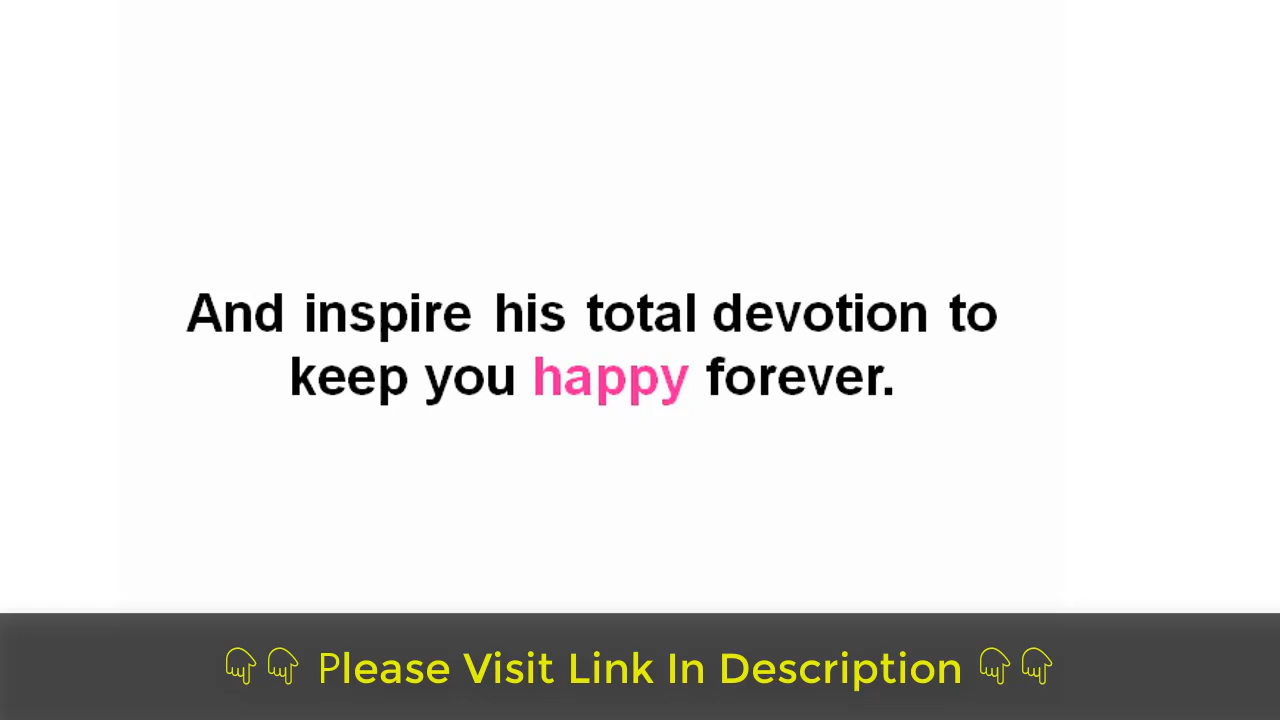 And inspire his total devotion to
keep you happy forever.
👇👇 Please Visit Link In Description 👇👇